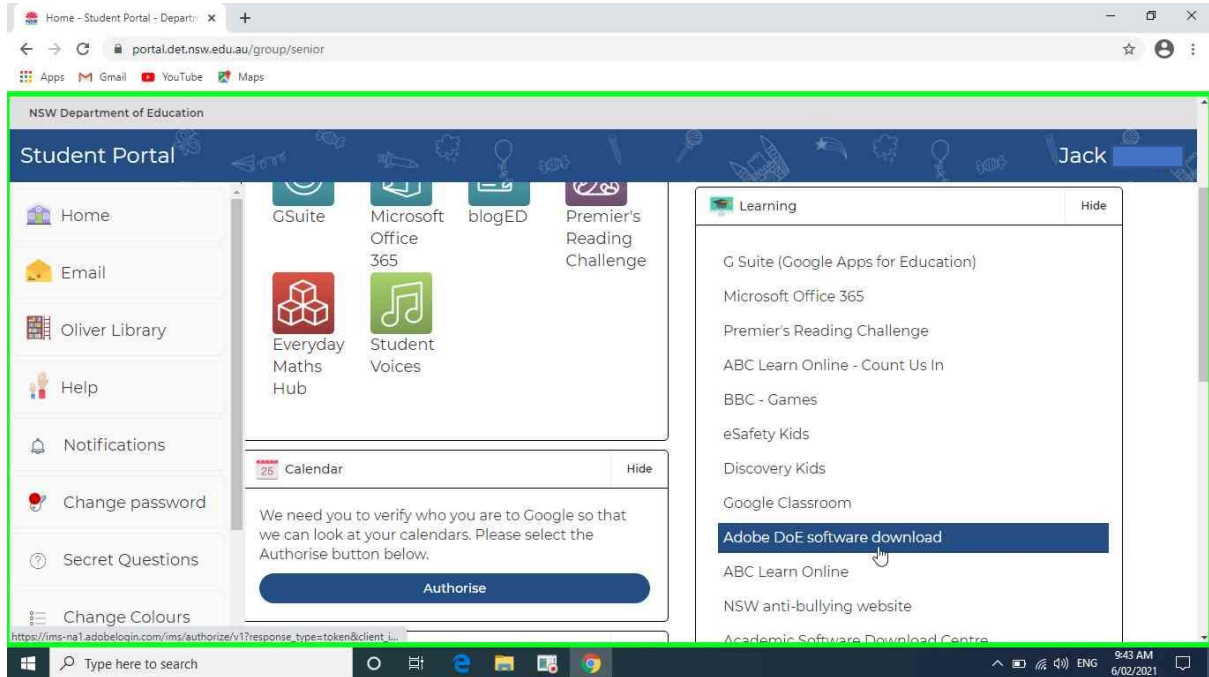 Home - Student Portal - Departm
portal.det.nsw.edu.au/group/senior
Apps Gmail YouTube Maps
NSW Department of Education
Student Portal
Jack
Home
Email
Oliver Library
Help
Notifications
Change password
Secret Questions
Change Colours
GSuite
Microsoft
Office
365
blogED
Premier's
Reading
Challenge
Everyday
Maths
Hub
Student
Voices
25 Calendar
Hide
We need you to verify who you are to Google so that
we can look at your calendars. Please select the
Authorise button below.
Authorise
Learning
Hide
G Suite (Google Apps for Education)
Microsoft Office 365
Premier's Reading Challenge
ABC Learn Online - Count Us In
BBC - Games
eSafety Kids
Discovery Kids
Google Classroom
Adobe DoE software download
ABC Learn Online
NSW anti-bullying website
Academic Software Download Centre
https://ims-na1.adobelogin.com/ims/authorize/v1?response_type=token&client_i...
Type here to search
ENG
9:43 AM
6/02/2021